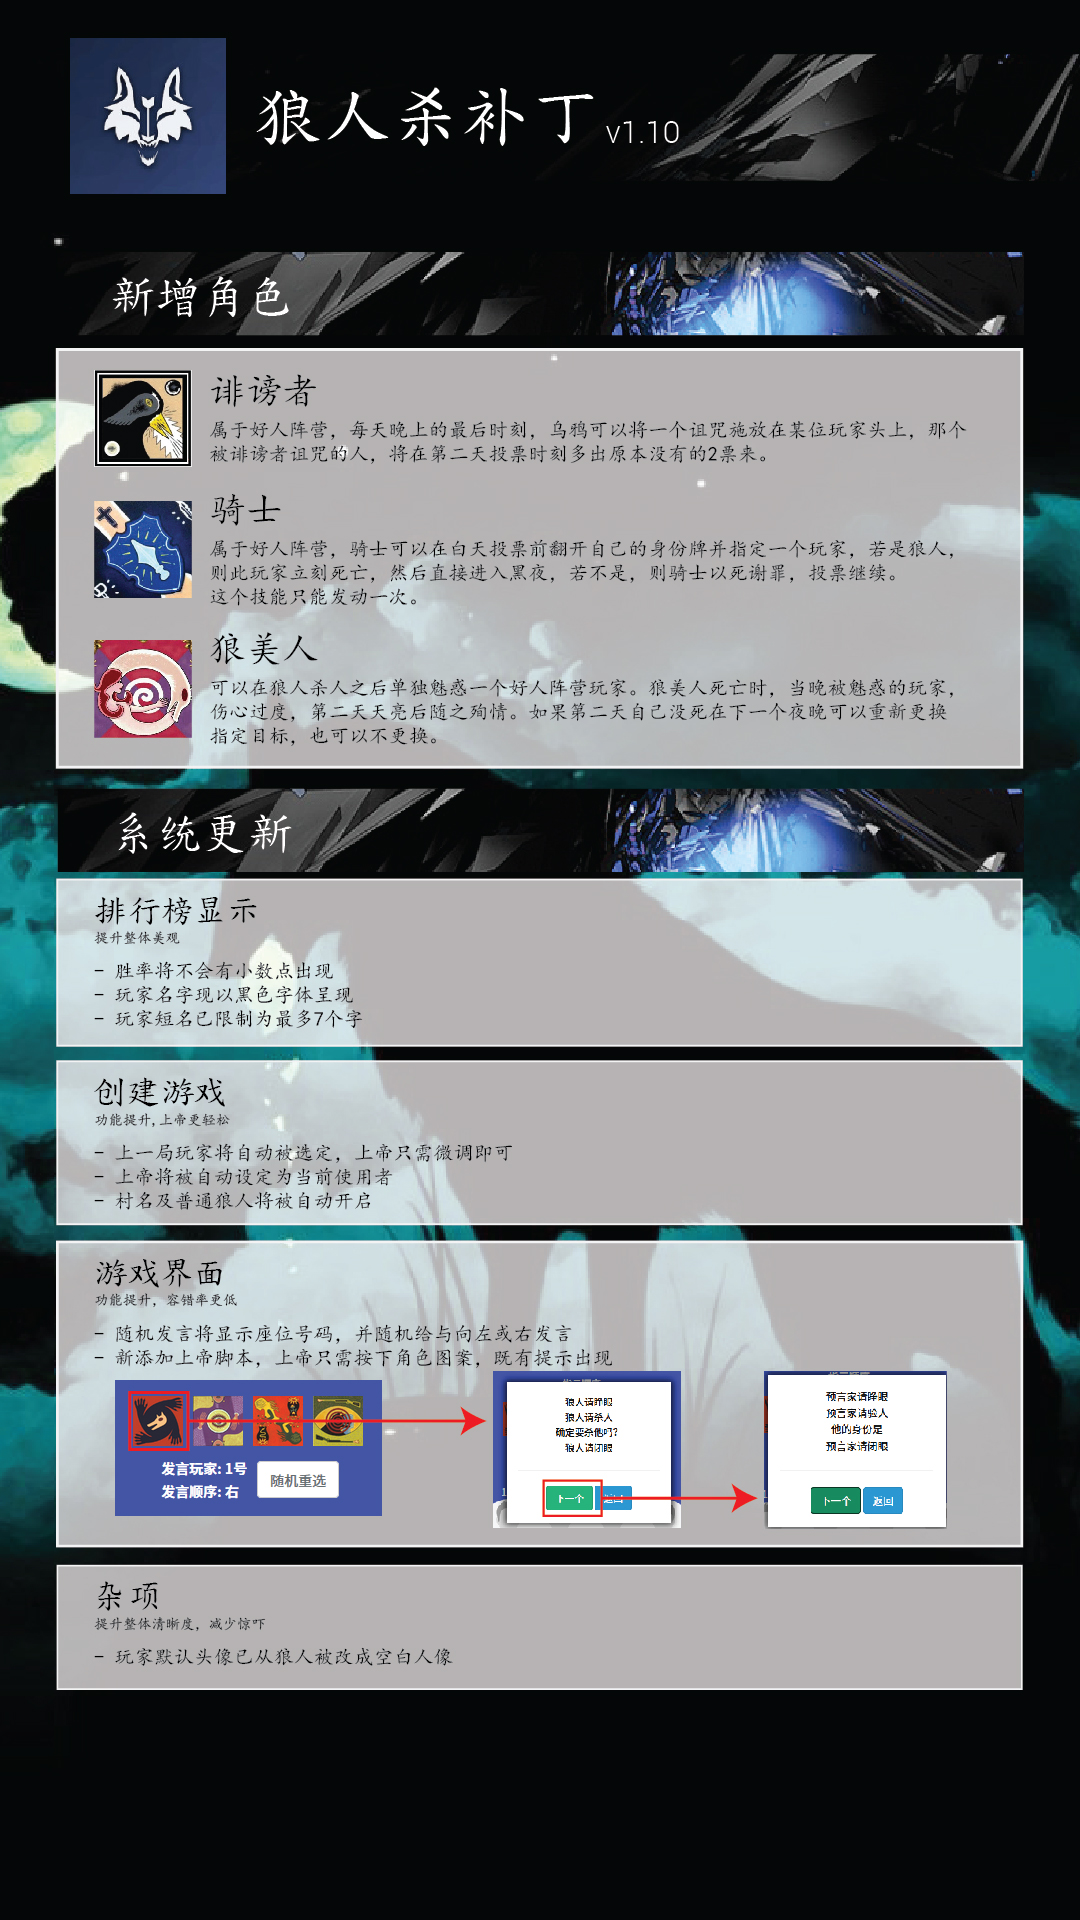 狼人杀补丁 v1.10
新增角色
诽谤者
属于好人阵营，每天晚上的最后时刻，乌鸦可以将一个诅咒施放在某位玩家头上，那个
被诽谤者诅咒的人，将在第二天投票时刻多出原本没有的2票来。
骑士
属于好人阵营，骑士可以在白天投票前翻开自己的身份牌并指定一个玩家，若是狼人，
则此玩家立刻死亡，然后直接进入黑夜，若不是，则骑士以死谢罪，投票继续。
这个技能只能发动一次。
狼美人
可以在狼人杀人之后单独魅惑一个好人阵营玩家。狼美人死亡时，当晚被魅惑的玩家，
伤心过度，第二天天亮后随之殉情。如果第二天自己没死在下一个夜晚可以重新更换
指定目标，也可以不更换。
系统更新
排行榜显示
提升整体美观
- 胜率将不会有小数点出现
- 玩家名字现以黑色字体呈现
- 玩家短名已限制为最多7个字
创建游戏
功能提升,上帝更轻松
- 上一局玩家将自动被选定，上帝只需微调即可
- 上帝将被自动设定为当前使用者
- 村名及普通狼人将被自动开启
游戏界面
功能提升，容错率更低
- 随机发言将显示座位号码，并随机给与向左或右发言
- 新添加上帝脚本，上帝只需按下角色图案，既有提示出现
发言玩家: 1号
发言顺序: 右
随机重选
狼人请睁眼
狼人请杀人
确定要杀他吗?
狼人请闭眼
下一个 返回
预言家请睁眼
预言家请验人
他的身份是
预言家请闭眼
下一个 返回
杂项
提升整体清晰度，减少惊吓
- 玩家默认头像已从狼人被改成空白人像